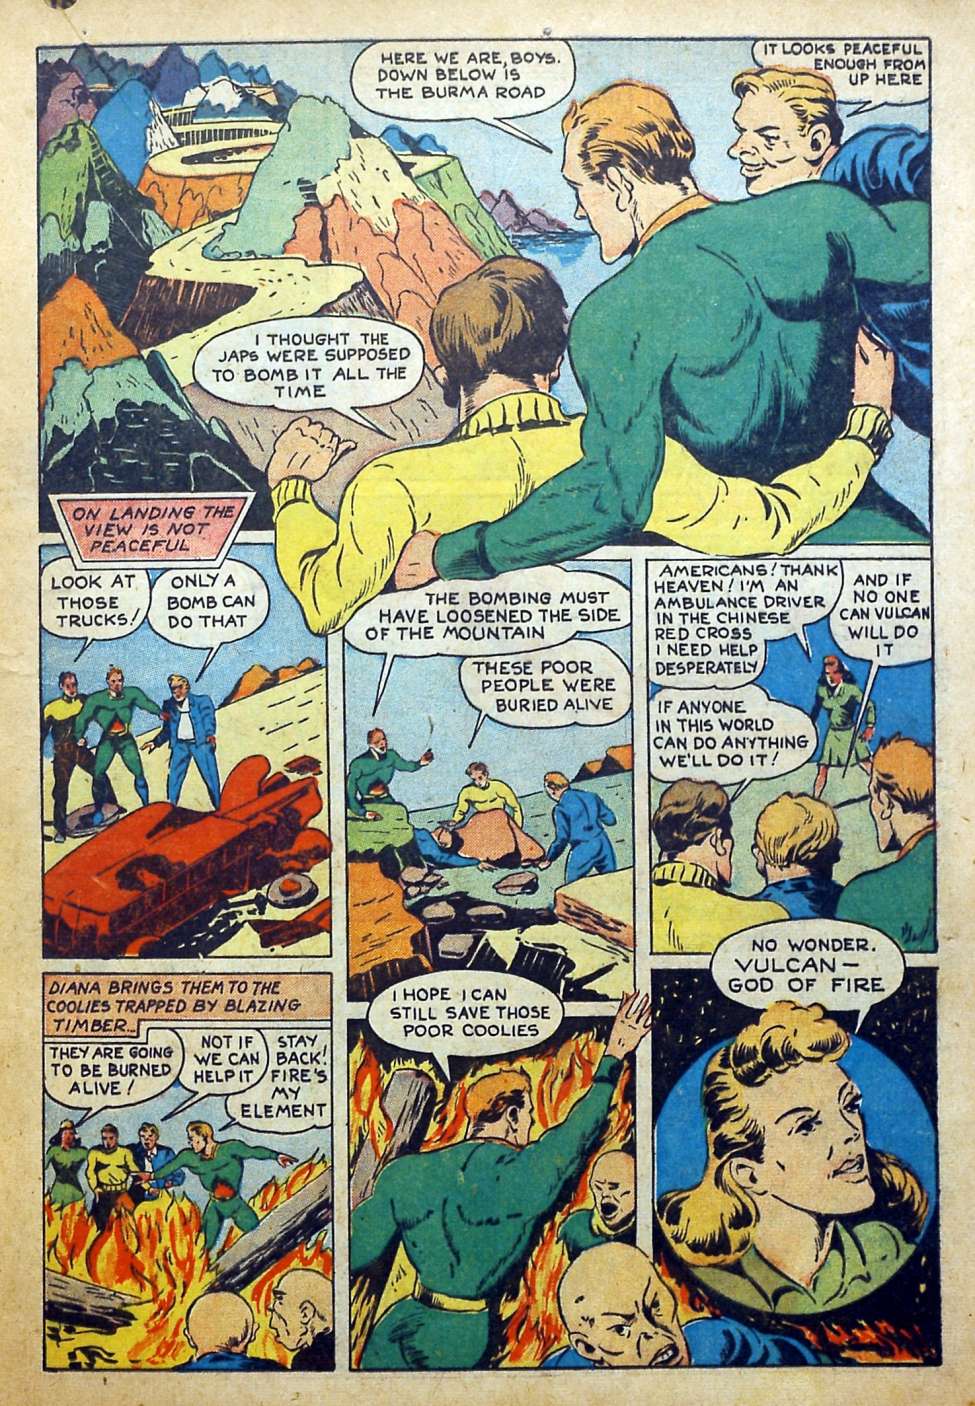 HERE WE ARE, BOYS.
DOWN BELOW IS
THE BURMA ROAD
IT LOOKS PEACEFUL
ENOUGH FROM
UP HERE
I THOUGHT THE
JAPS WERE SUPPOSED
TO BOMB IT ALL THE
TIME
ON LANDING THE
VIEW IS NOT
PEACEFUL
LOOK AT
THOSE
TRUCKS!
ONLY A
BOMB CAN
DO THAT
THE BOMBING MUST
HAVE LOOSENED THE SIDE
OF THE MOUNTAIN
THESE POOR
PEOPLE WERE
BURIED ALIVE
AMERICANS! THANK
HEAVEN! I'M AN
AMBULANCE DRIVER
IN THE CHINESE
RED CROSS
I NEED HELP
DESPERATELY
AND IF
NO ONE
CAN VULCAN
WILL DO
IT
IF ANYONE
IN THIS WORLD
CAN DO ANYTHING
WE'LL DO IT!
DIANA BRINGS THEM TO THE
COOLIES TRAPPED BY BLAZING
TIMBER...
THEY ARE GOING
TO BE BURNED
ALIVE!
NOT IF
WE CAN
HELP IT
STAY
BACK!
FIRE'S
MY
ELEMENT
I HOPE I CAN
STILL SAVE THOSE
POOR COOLIES
NO WONDER.
VULCAN—
GOD OF FIRE